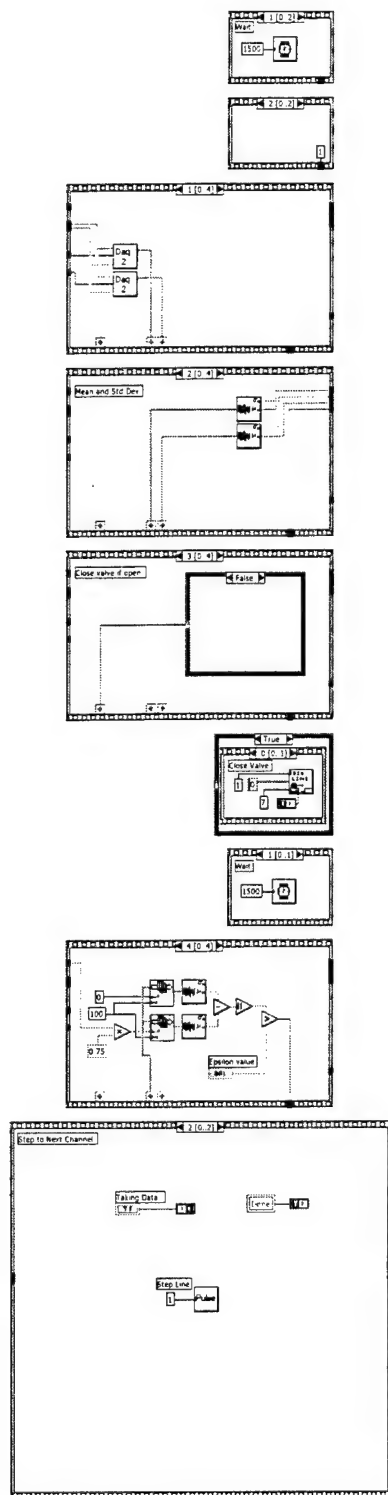 1 [0..2]
Wait
1500
2 [0..2]
1
1 [0..4]
Daq
2
Daq
2
2 [0..4]
Mean and Std Dev
3 [0..4]
Close valve if open
False
True
0 [0..1]
Close Valve
1
0
7
1 [0..1]
Wait
1500
4 [0..4]
0
100
0.75
Epsilon value
2 [0..2]
Step to Next Channel
Taking Data
Step Line
1
Pulse